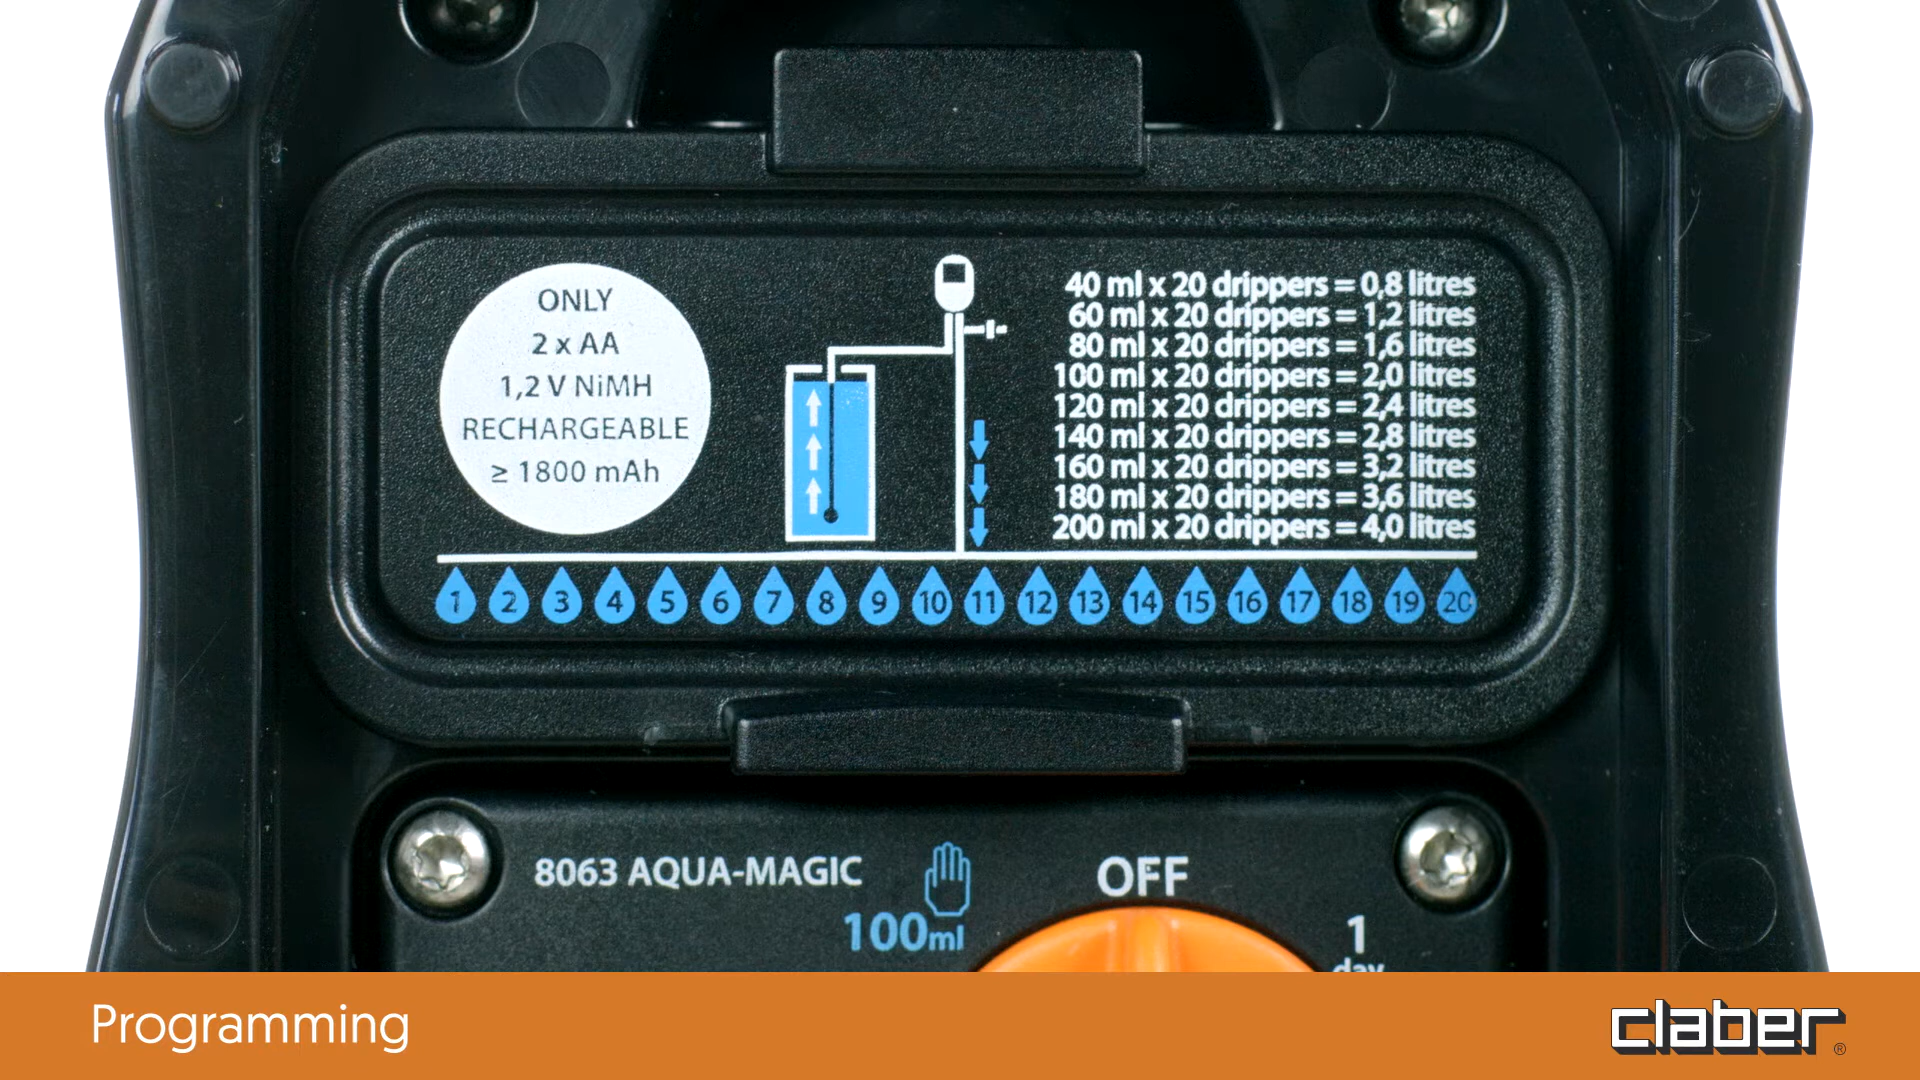 ONLY
2 x AA
1,2 V NiMH
RECHARGEABLE
≥ 1800 mAh
40 ml x 20 drippers = 0,8 litres
60 ml x 20 drippers = 1,2 litres
80 ml x 20 drippers = 1,6 litres
100 ml x 20 drippers = 2,0 litres
120 ml x 20 drippers = 2,4 litres
140 ml x 20 drippers = 2,8 litres
160 ml x 20 drippers = 3,2 litres
180 ml x 20 drippers = 3,6 litres
200 ml x 20 drippers = 4,0 litres
1 2 3 4 5 6 7 8 9 10 11 12 13 14 15 16 17 18 19 20
8063 AQUA-MAGIC
100ml
OFF
1
day
Programming
claber®